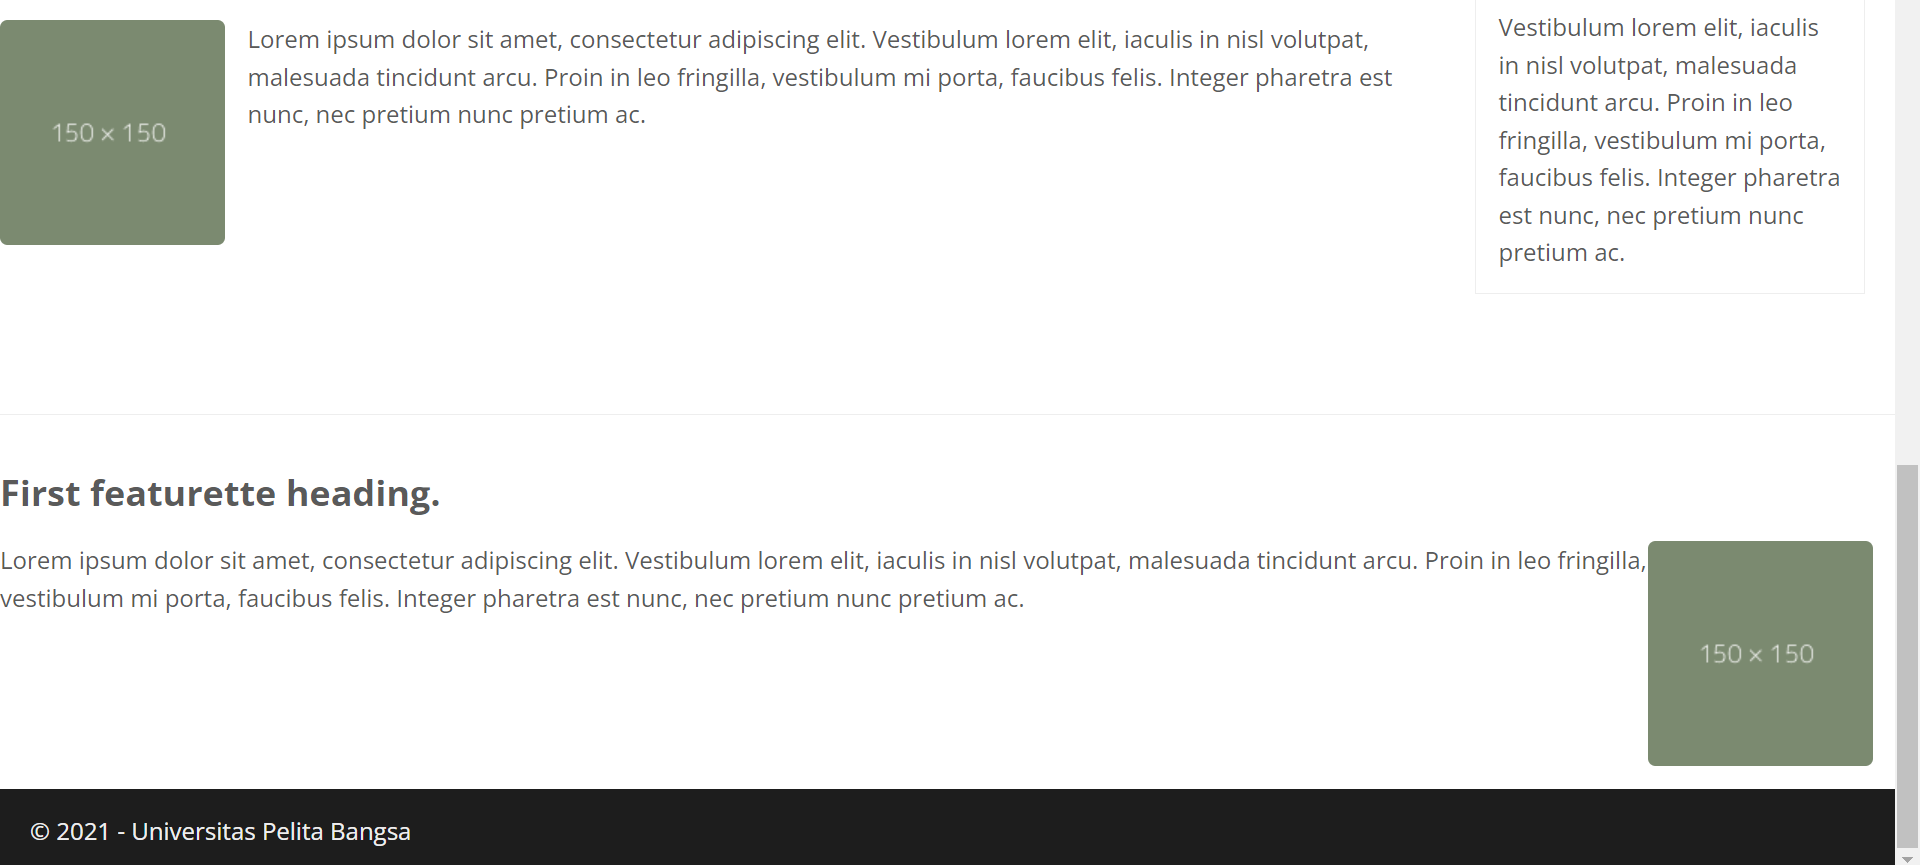 150 × 150
Lorem ipsum dolor sit amet, consectetur adipiscing elit. Vestibulum lorem elit, iaculis in nisl volutpat,
malesuada tincidunt arcu. Proin in leo fringilla, vestibulum mi porta, faucibus felis. Integer pharetra est
nunc, nec pretium nunc pretium ac.
Vestibulum lorem elit, iaculis
in nisl volutpat, malesuada
tincidunt arcu. Proin in leo
fringilla, vestibulum mi porta,
faucibus felis. Integer pharetra
est nunc, nec pretium nunc
pretium ac.
First featurette heading.
Lorem ipsum dolor sit amet, consectetur adipiscing elit. Vestibulum lorem elit, iaculis in nisl volutpat, malesuada tincidunt arcu. Proin in leo fringilla,
vestibulum mi porta, faucibus felis. Integer pharetra est nunc, nec pretium nunc pretium ac.
150 × 150
© 2021 - Universitas Pelita Bangsa